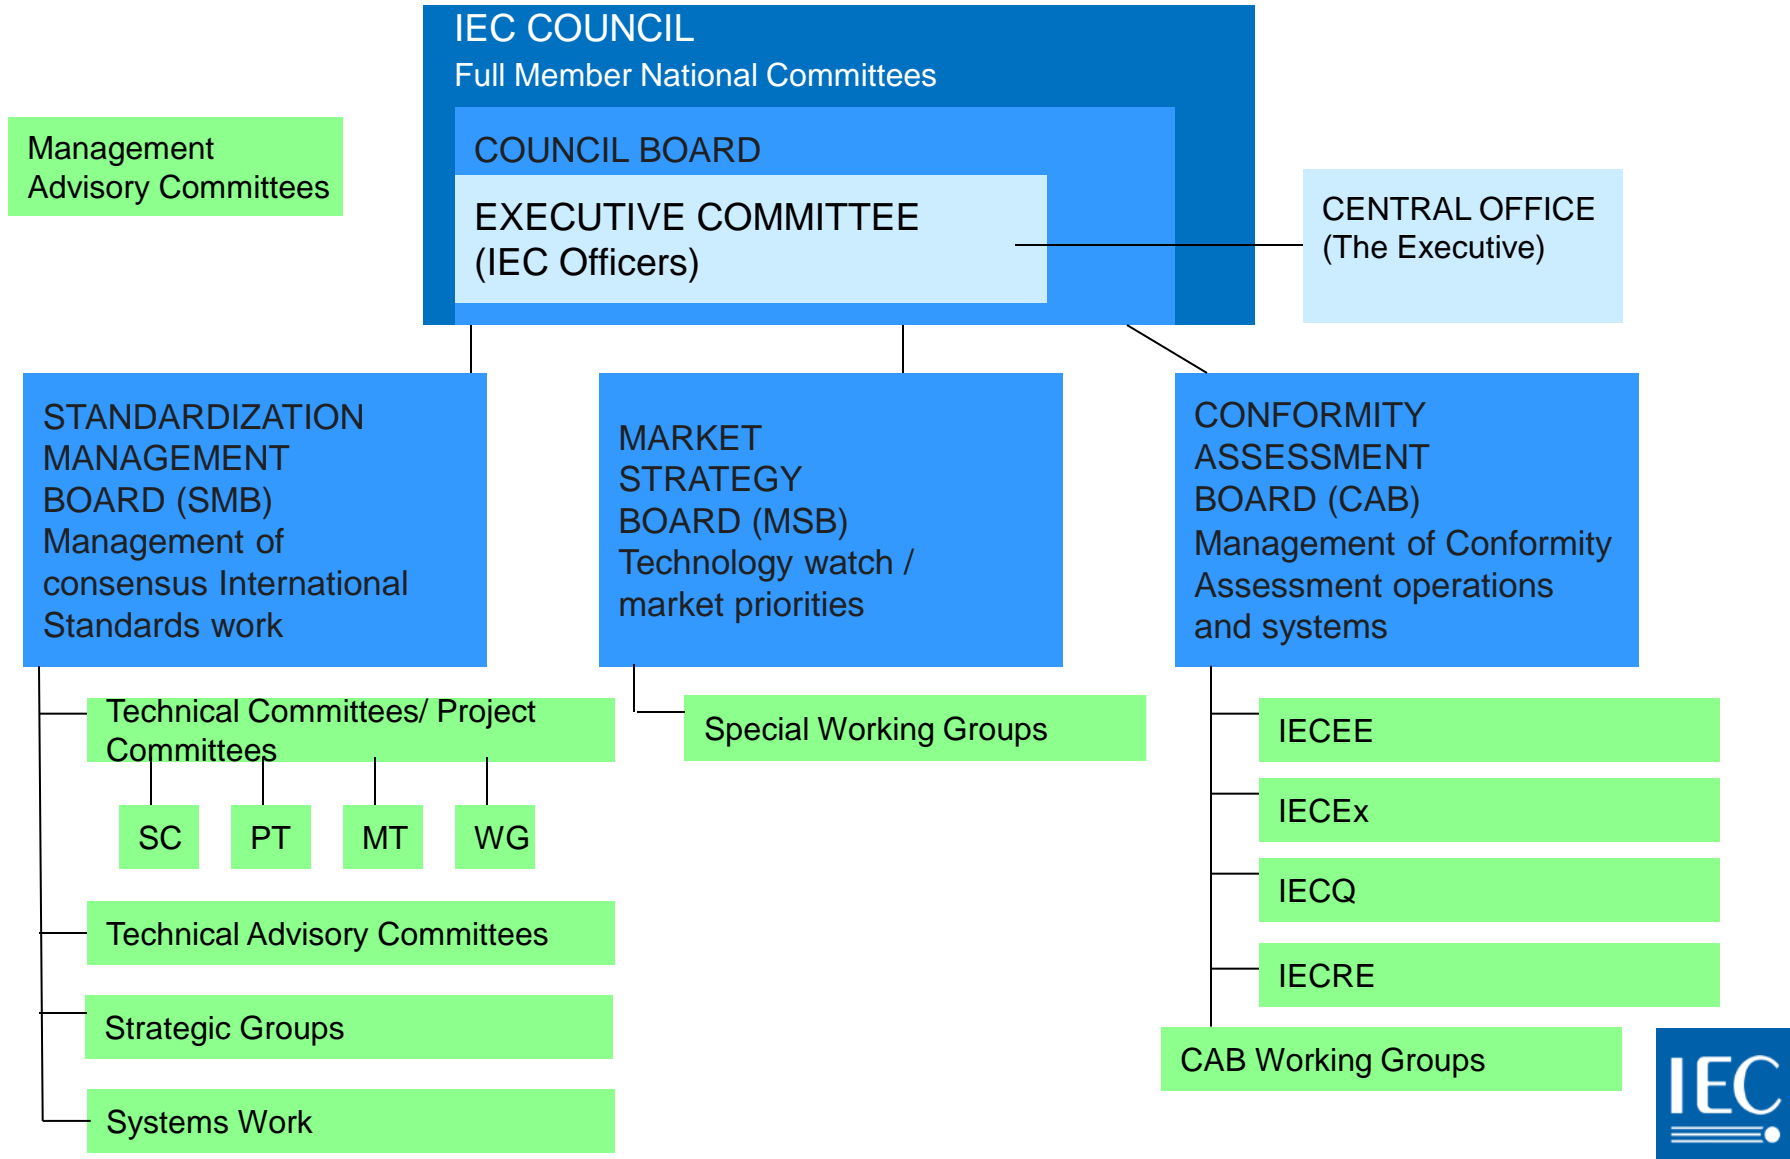 IEC COUNCIL
Full Member National Committees
Management
Advisory Committees
COUNCIL BOARD
EXECUTIVE COMMITTEE
(IEC Officers)
CENTRAL OFFICE
(The Executive)
STANDARDIZATION
MANAGEMENT
BOARD (SMB)
Management of
consensus International
Standards work
MARKET
STRATEGY
BOARD (MSB)
Technology watch /
market priorities
CONFORMITY
ASSESSMENT
BOARD (CAB)
Management of Conformity
Assessment operations
and systems
Technical Committees/ Project
Committees
SC
PT
MT
WG
Technical Advisory Committees
Strategic Groups
Systems Work
Special Working Groups
IECEE
IECEx
IECQ
IECRE
CAB Working Groups
IEC